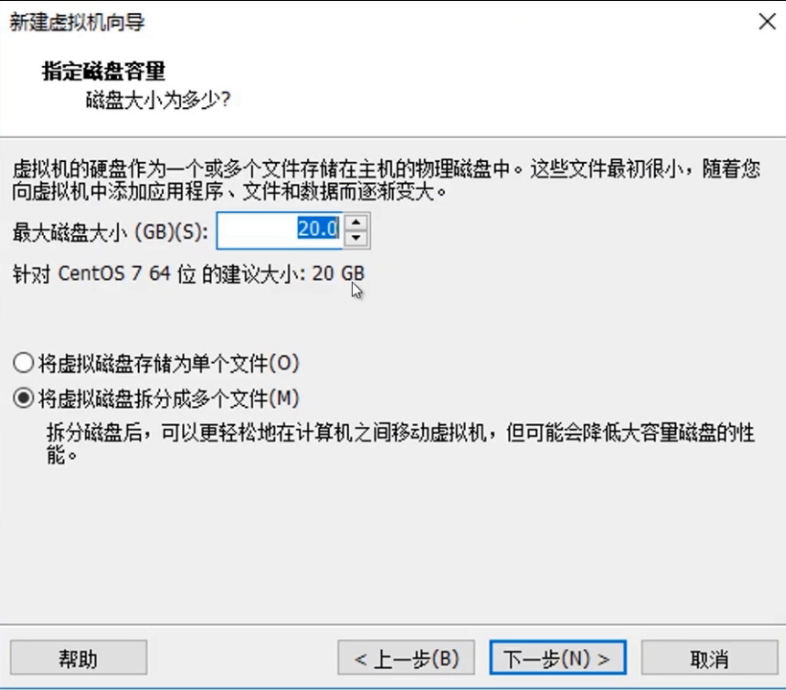 新建虚拟机向导
指定磁盘容量
磁盘大小为多少?
虚拟机的硬盘作为一个或多个文件存储在主机的物理磁盘中。这些文件最初很小，随着您
向虚拟机中添加应用程序、文件和数据而逐渐变大。
最大磁盘大小 (GB)(S): 20.0
针对 CentOS 7 64 位 的建议大小: 20 GB
将虚拟磁盘存储为单个文件(O)
将虚拟磁盘拆分成多个文件(M)
拆分磁盘后，可以更轻松地在计算机之间移动虚拟机，但可能会降低大容量磁盘的性
能。
帮助 < 上一步(B) 下一步(N) > 取消